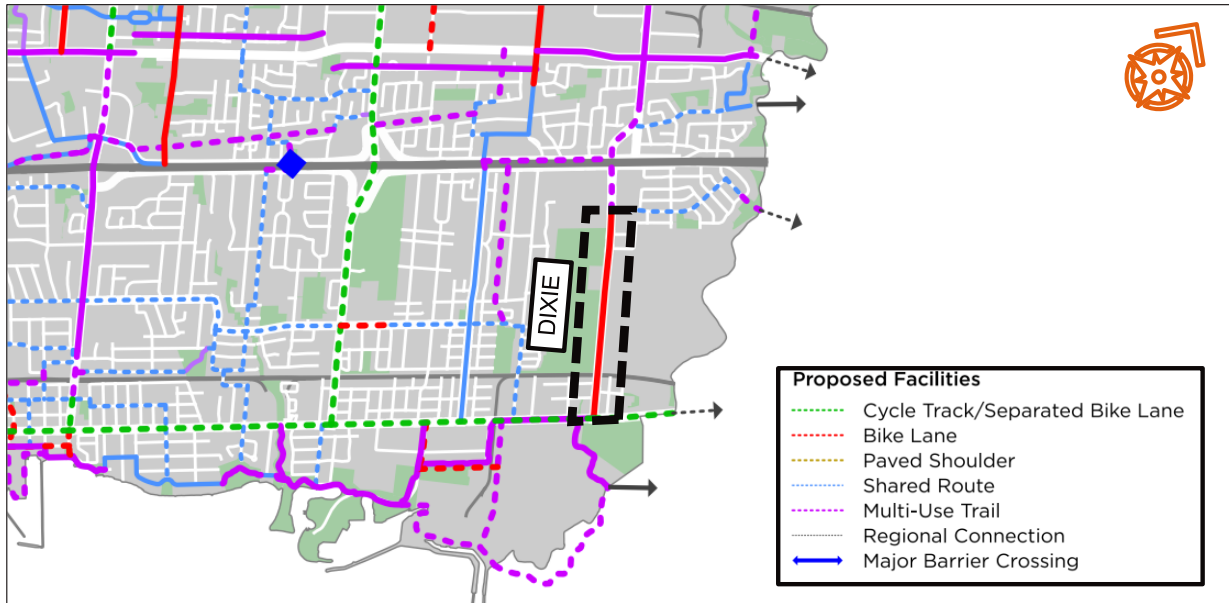 DIXIE
Proposed Facilities
Cycle Track/Separated Bike Lane
Bike Lane
Paved Shoulder
Shared Route
Multi-Use Trail
Regional Connection
Major Barrier Crossing